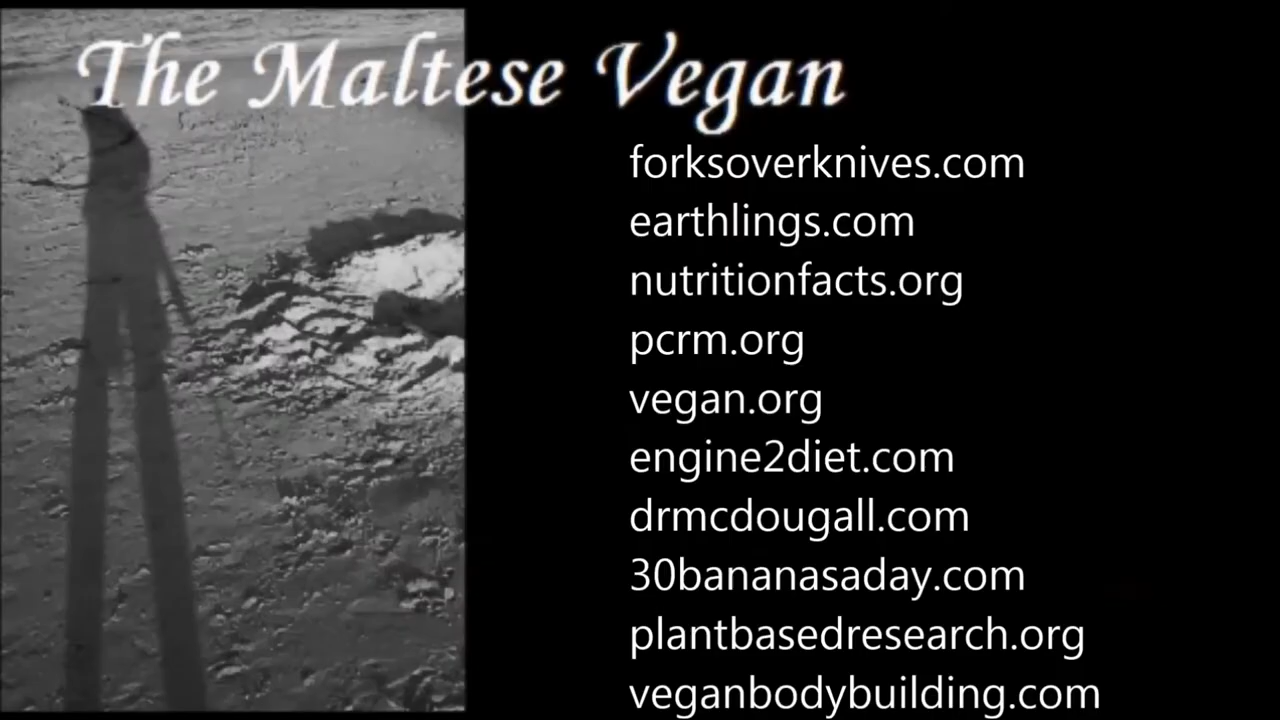 The Maltese Vegan
forksoverknives.com
earthlings.com
nutritionfacts.org
pcrm.org
vegan.org
engine2diet.com
drmcdougall.com
30bananasaday.com
plantbasedresearch.org
veganbodybuilding.com